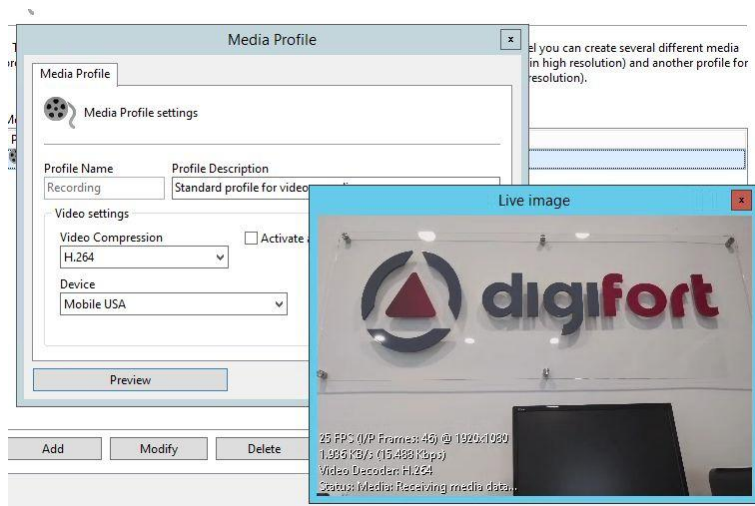 Media Profile
x
el you can create several different media
in high resolution) and another profile for
resolution).
Media Profile
Media Profile settings
Profile Name
Profile Description
Recording
Standard profile for video
Video settings
Video Compression
Activate
H.264
Device
Mobile USA
Preview
Add
Modify
Delete
Live image
x
digifort
25 FPS (I/P Frames: 46) @ 1920x1080
1.936 KB/s (15.488 Kbps)
Video Decoder: H.264
Status: Media: Receiving media data...